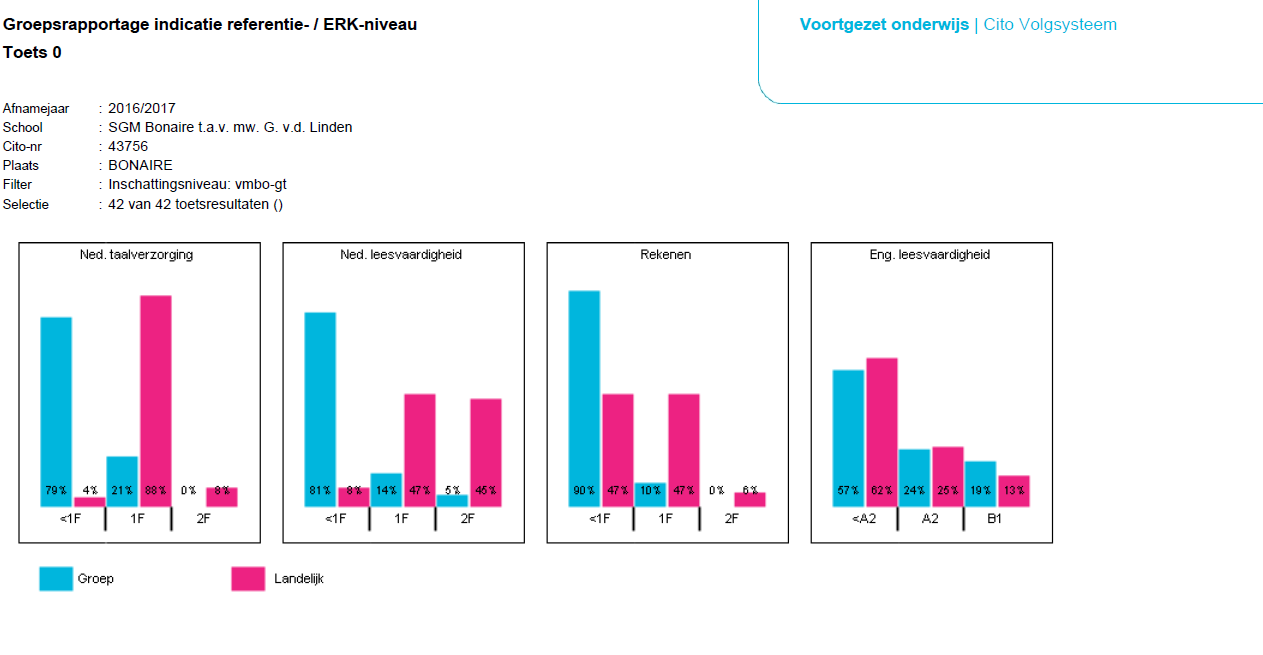 Groepsrapportage indicatie referentie- / ERK-niveau
Voortgezet onderwijs | Cito Volgsysteem
Toets 0
Afnamejaar : 2016/2017
School : SGM Bonaire t.a.v. mw. G. v.d. Linden
Cito-nr : 43756
Plaats : BONAIRE
Filter : Inschattingsniveau: vmbo-gt
Selectie : 42 van 42 toetsresultaten ()
Ned. taalverzorging
79% 4% 21% 88% 0% 8%
<1F 1F 2F
Ned. leesvaardigheid
81% 8% 14% 47% 5% 45%
<1F 1F 2F
Rekenen
90% 47% 10% 47% 0% 6%
<1F 1F 2F
Eng. leesvaardigheid
57% 62% 24% 25% 19% 13%
<A2 A2 B1
Groep Landelijk